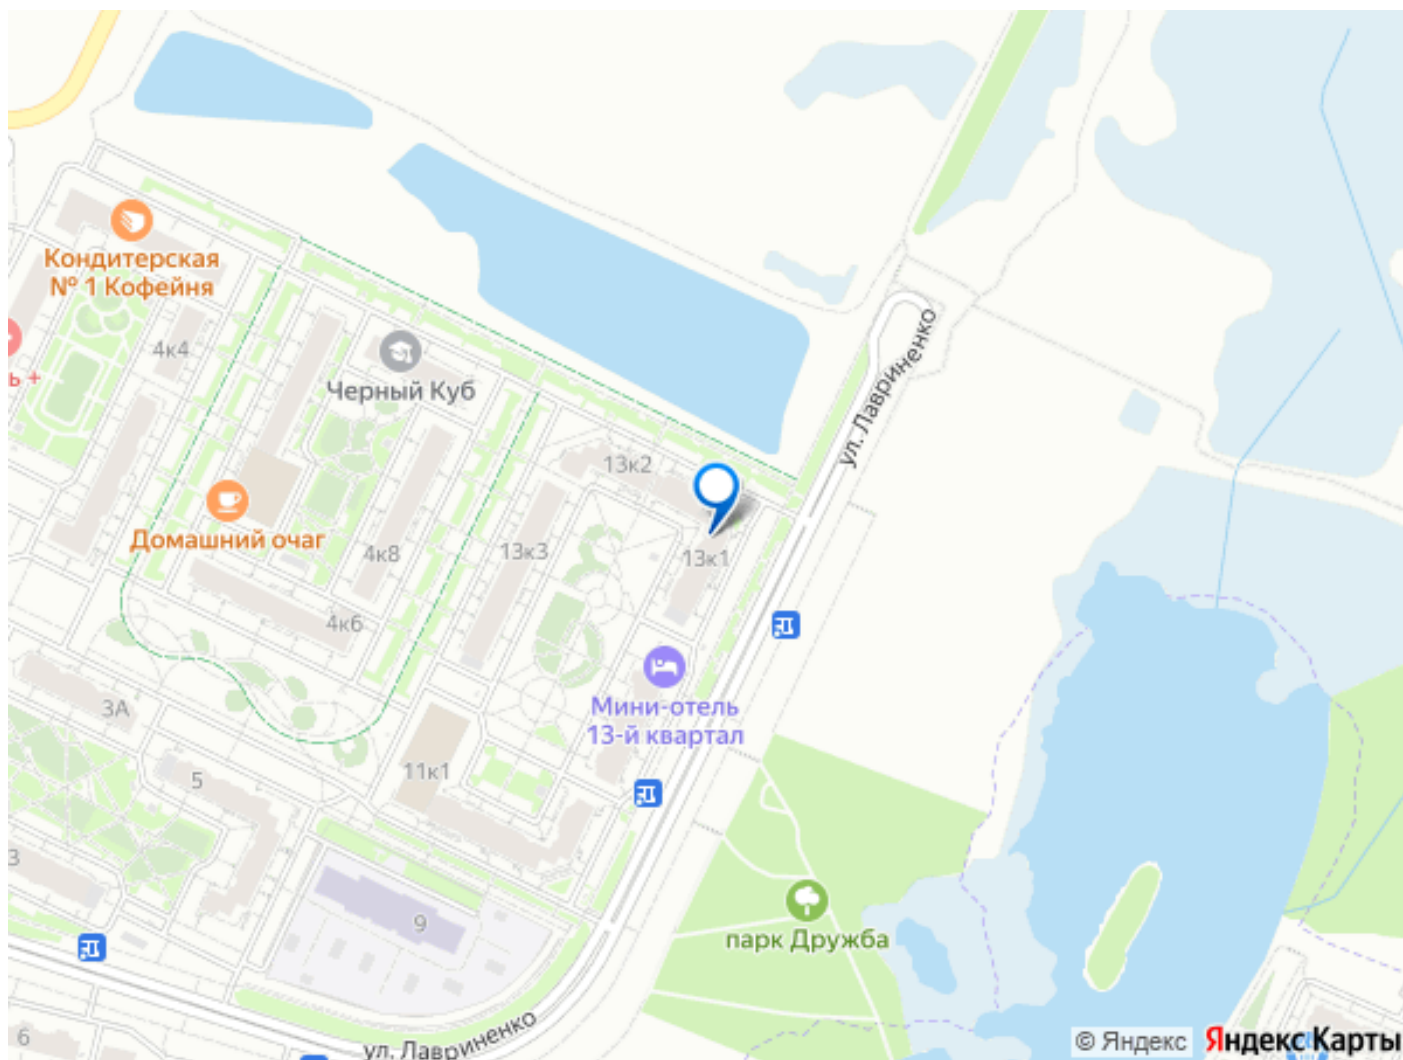 Кондитерская
№ 1 Кофейня
4к4
ь +
Черный Куб
ул. Лавриненко
13к2
Домашний очаг
4к8
13к3
13к1
4к6
Мини-отель
13-й квартал
3А
5
11к1
3
9
парк Дружба
6
ул. Лавриненко
© Яндекс
Яндекс Карты